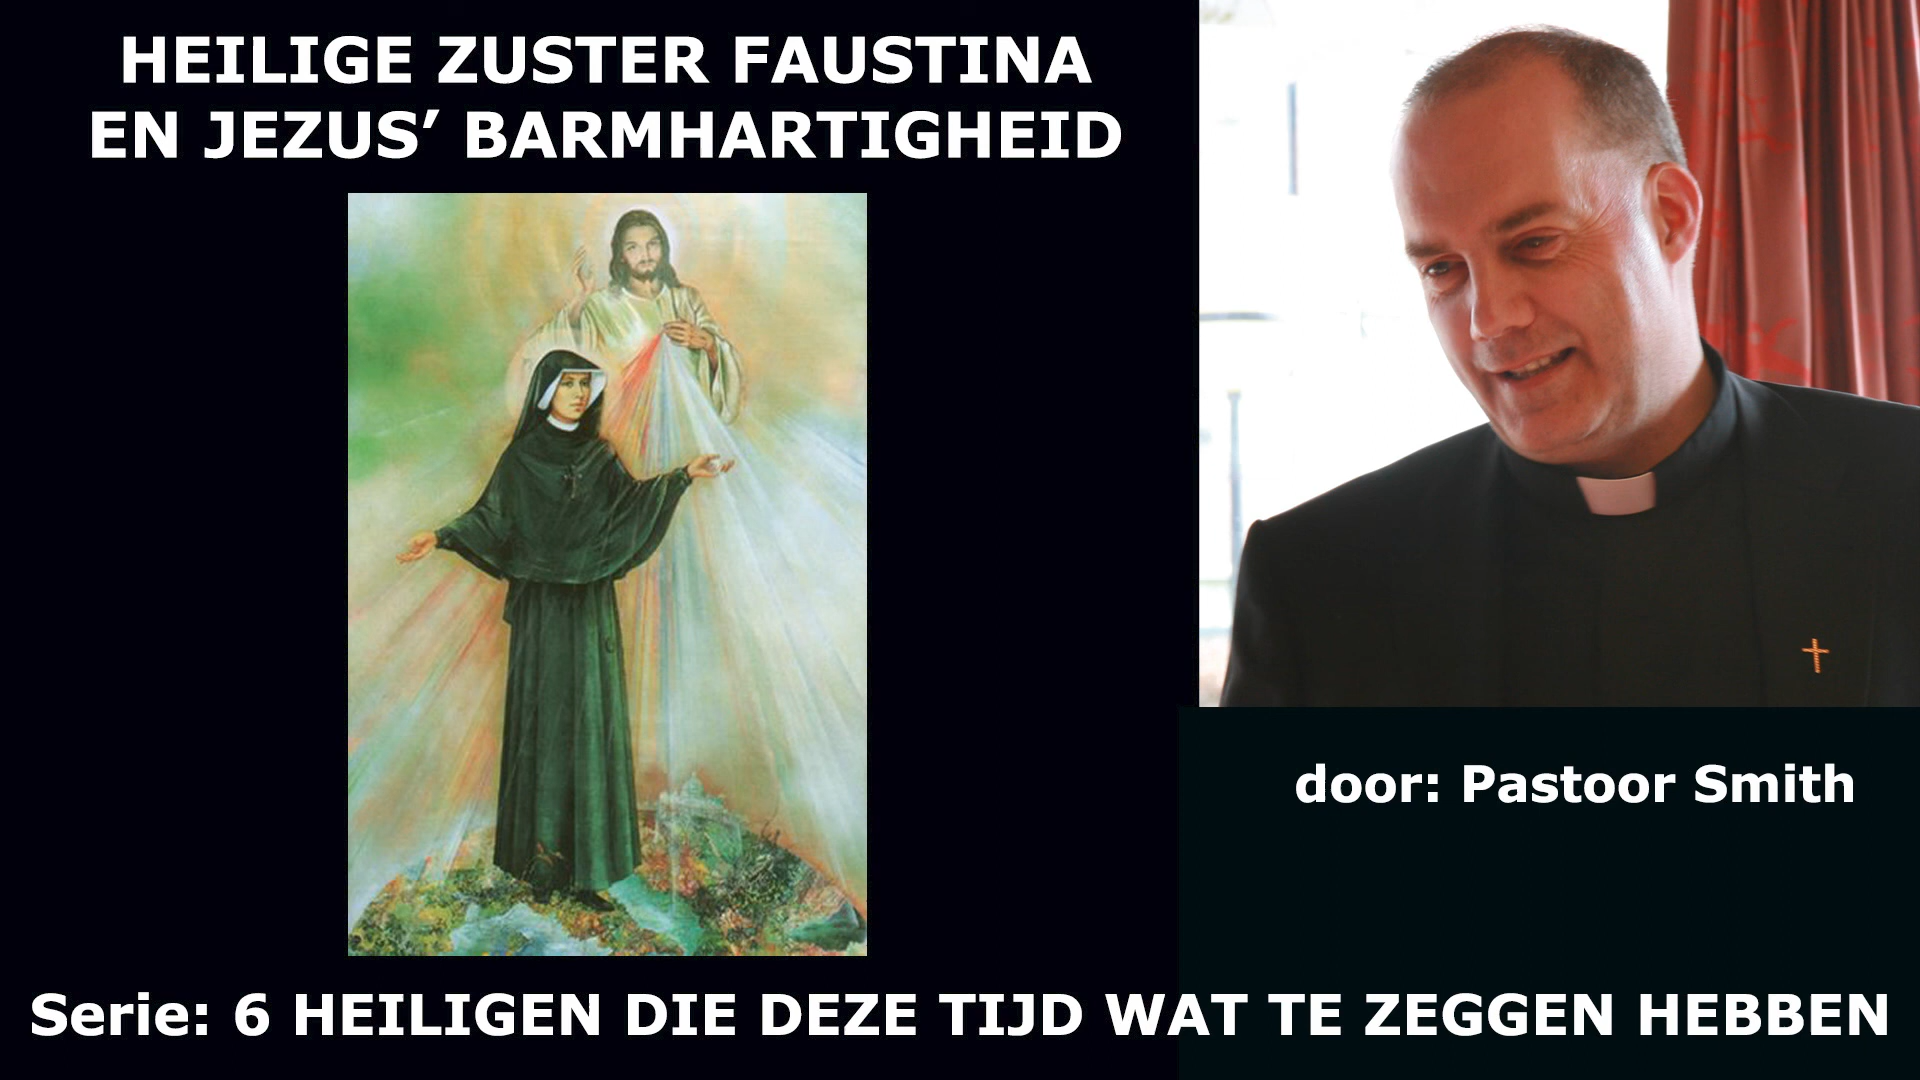 HEILIGE ZUSTER FAUSTINA
EN JEZUS’ BARMHARTIGHEID
door: Pastoor Smith
Serie: 6 HEILIGEN DIE DEZE TIJD WAT TE ZEGGEN HEBBEN